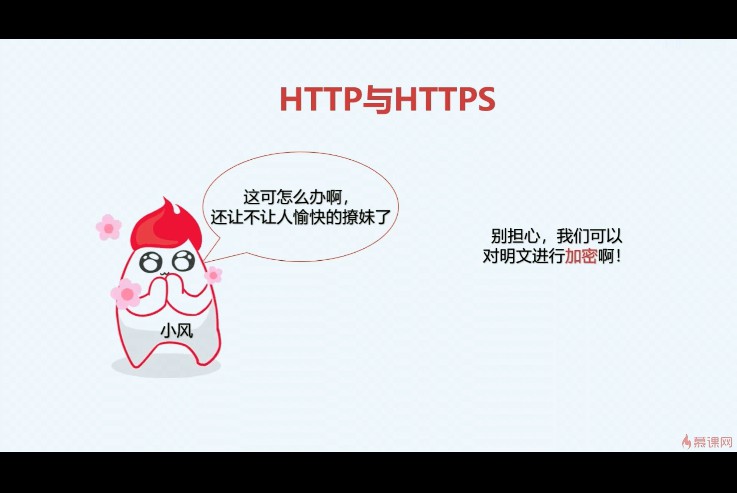 HTTP与HTTPS
这可怎么办啊，
还让不让人愉快的撩妹了
别担心，我们可以
对明文进行加密啊！
小风
慕课网